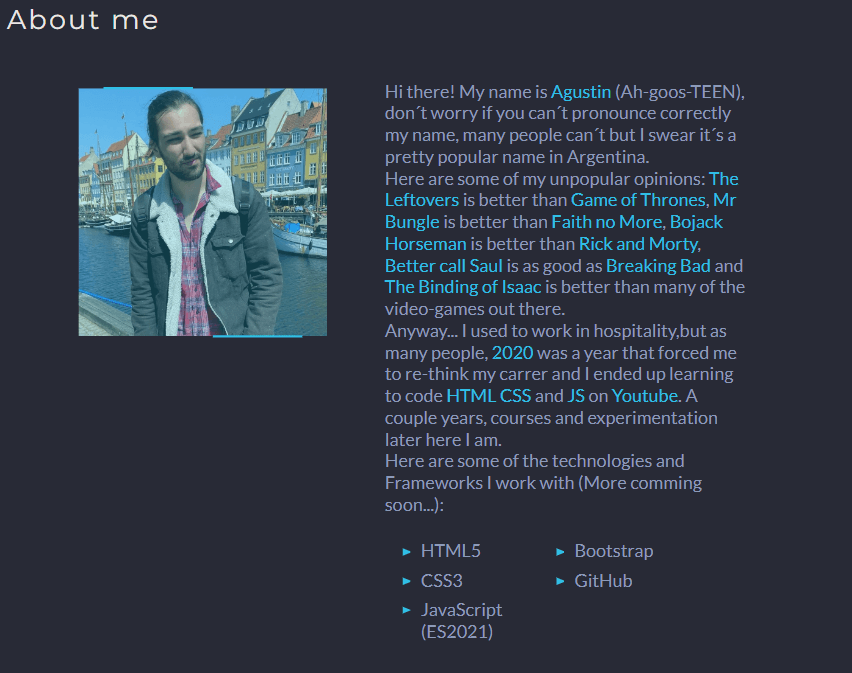 About me
Hi there! My name is Agustin (Ah-goos-TEEN),
don´t worry if you can´t pronounce correctly
my name, many people can´t but I swear it´s a
pretty popular name in Argentina.
Here are some of my unpopular opinions: The
Leftovers is better than Game of Thrones, Mr
Bungle is better than Faith no More, Bojack
Horseman is better than Rick and Morty,
Better call Saul is as good as Breaking Bad and
The Binding of Isaac is better than many of the
video-games out there.
Anyway... I used to work in hospitality,but as
many people, 2020 was a year that forced me
to re-think my carrer and I ended up learning
to code HTML CSS and JS on Youtube. A
couple years, courses and experimentation
later here I am.
Here are some of the technologies and
Frameworks I work with (More comming
soon...):
► HTML5
► CSS3
► JavaScript
(ES2021)
► Bootstrap
► GitHub